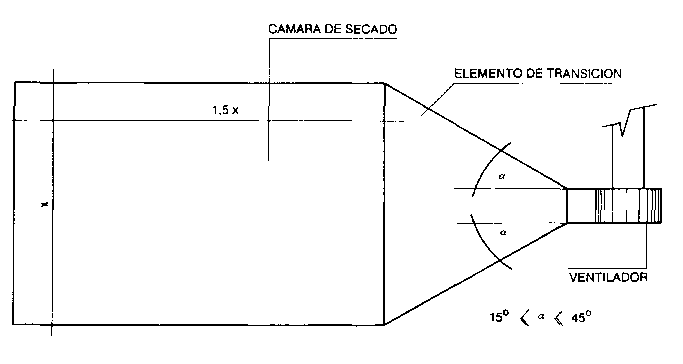 CAMARA DE SECADO
ELEMENTO DE TRANSICION
1,5 x
α
x
α
VENTILADOR
15° < α < 45°